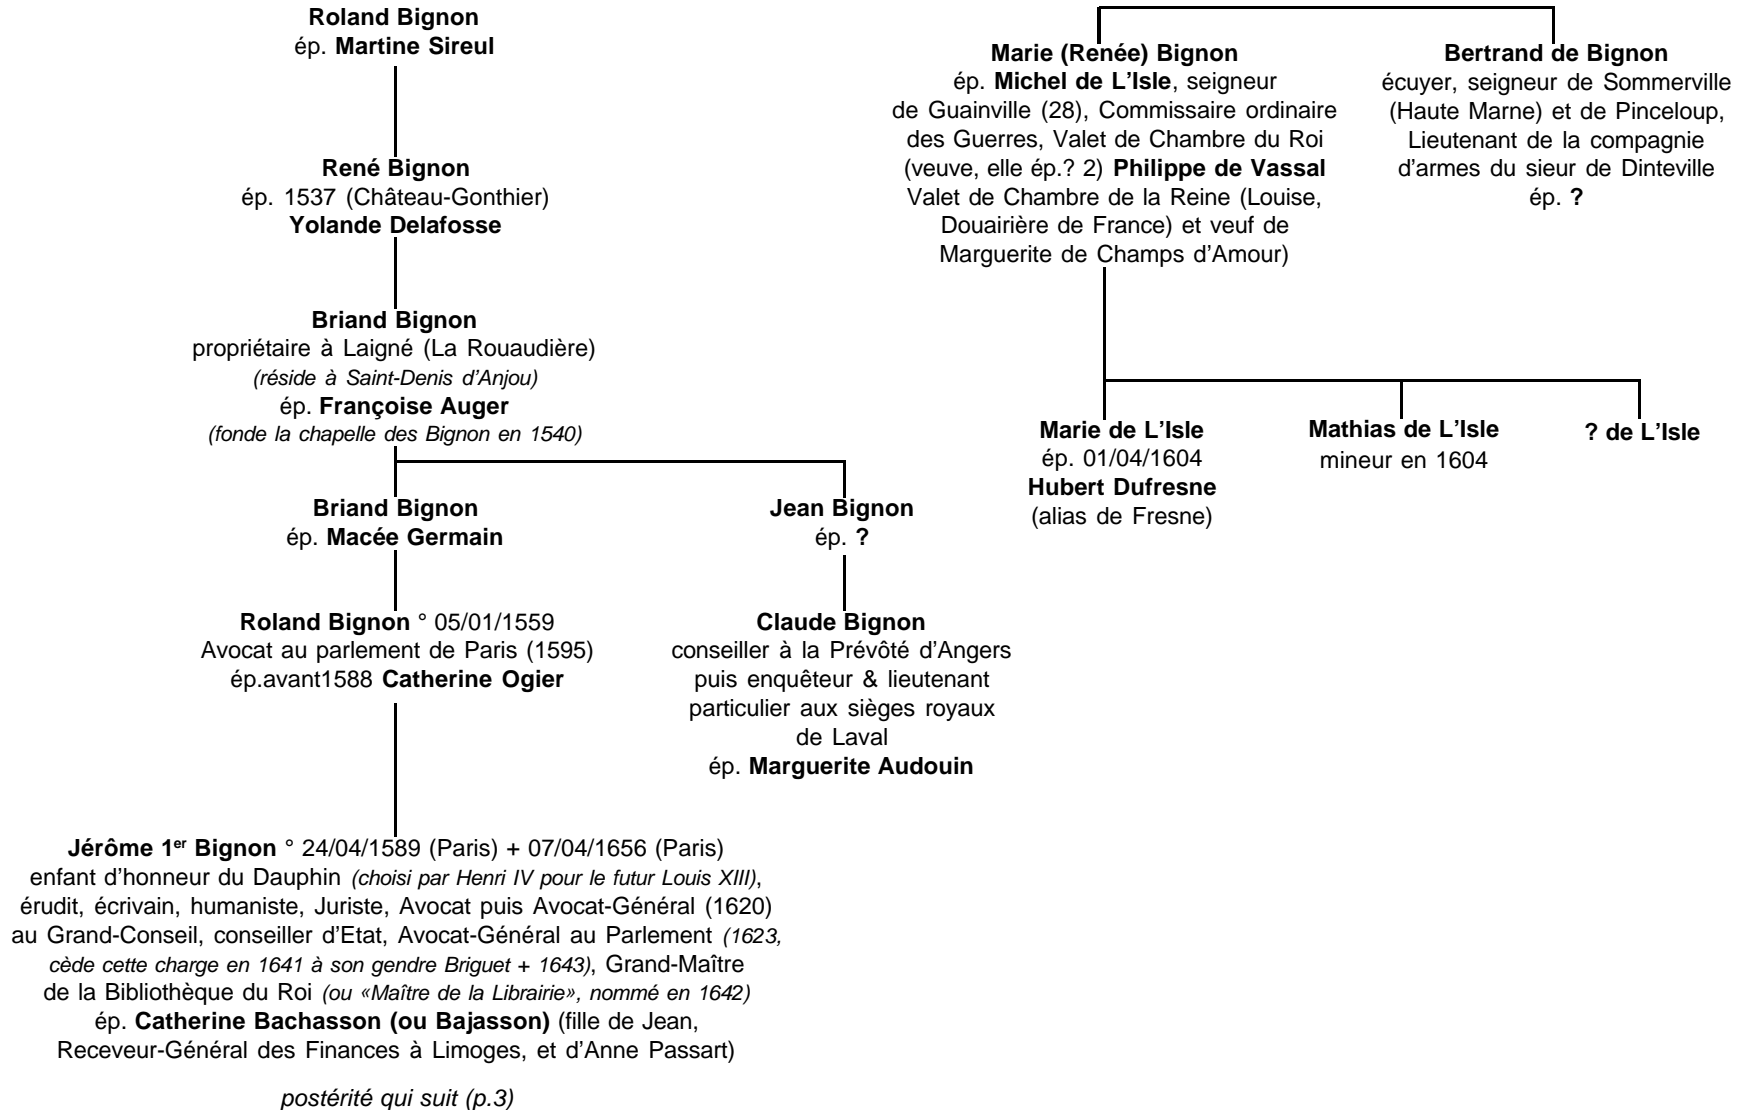 Roland Bignon
ép. Martine Sireul
René Bignon
ép. 1537 (Château-Gonthier)
Yolande Delafosse
Briand Bignon
propriétaire à Laigné (La Rouaudière)
(réside à Saint-Denis d'Anjou)
ép. Françoise Auger
(fonde la chapelle des Bignon en 1540)
Briand Bignon
ép. Macée Germain
Jean Bignon
ép. ?
Roland Bignon ° 05/01/1559
Avocat au parlement de Paris (1595)
ép.avant1588 Catherine Ogier
Claude Bignon
conseiller à la Prévôté d'Angers
puis enquêteur & lieutenant
particulier aux sièges royaux
de Laval
ép. Marguerite Audouin
Jérôme 1er Bignon ° 24/04/1589 (Paris) + 07/04/1656 (Paris)
enfant d'honneur du Dauphin (choisi par Henri IV pour le futur Louis XIII),
érudit, écrivain, humaniste, Juriste, Avocat puis Avocat-Général (1620)
au Grand-Conseil, conseiller d'Etat, Avocat-Général au Parlement (1623,
cède cette charge en 1641 à son gendre Briguet + 1643), Grand-Maître
de la Bibliothèque du Roi (ou «Maître de la Librairie», nommé en 1642)
ép. Catherine Bachasson (ou Bajasson) (fille de Jean,
Receveur-Général des Finances à Limoges, et d'Anne Passart)
postérité qui suit (p.3)
Marie (Renée) Bignon
ép. Michel de L'Isle, seigneur
de Guainville (28), Commissaire ordinaire
des Guerres, Valet de Chambre du Roi
(veuve, elle ép.? 2) Philippe de Vassal
Valet de Chambre de la Reine (Louise,
Douairière de France) et veuf de
Marguerite de Champs d'Amour)
Bertrand de Bignon
écuyer, seigneur de Sommerville
(Haute Marne) et de Pinceloup,
Lieutenant de la compagnie
d'armes du sieur de Dinteville
ép. ?
Marie de L'Isle
ép. 01/04/1604
Hubert Dufresne
(alias de Fresne)
Mathias de L'Isle
mineur en 1604
? de L'Isle